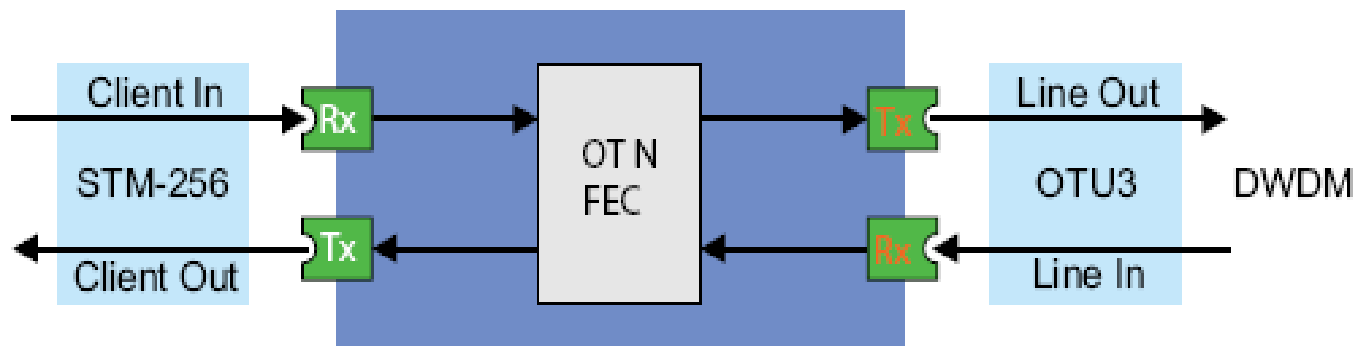 Client In
Rx
STM-256
Tx
Client Out
OT N
FEC
Tx
Line Out
OTU3
DWDM
Rx
Line In